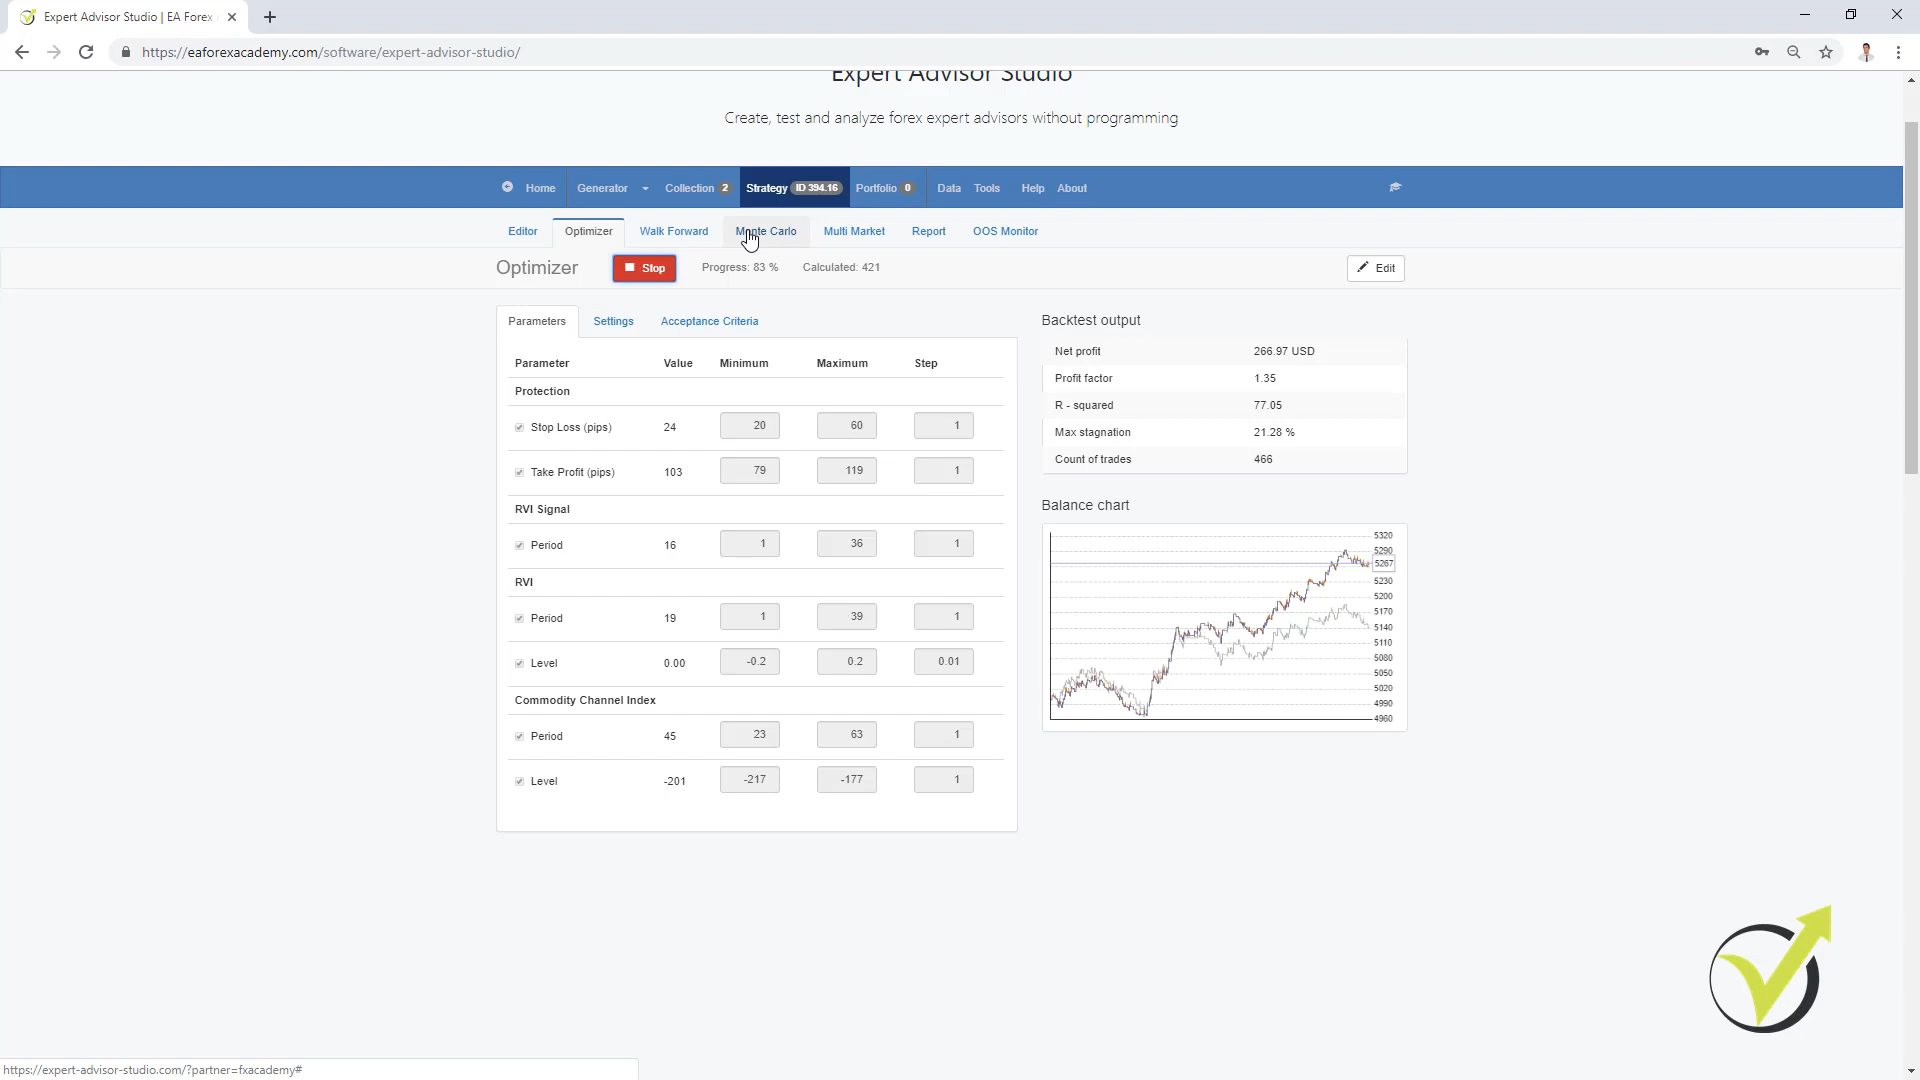 Expert Advisor Studio | EA Forex
https://eaforexacademy.com/software/expert-advisor-studio/
Expert Advisor Studio
Create, test and analyze forex expert advisors without programming
Home Generator Collection 2 Strategy ID 394.16 Portfolio 0 Data Tools Help About
Editor Optimizer Walk Forward Monte Carlo Multi Market Report OOS Monitor
Optimizer Stop Progress: 83 % Calculated: 421 Edit
Parameters Settings Acceptance Criteria
Parameter Value Minimum Maximum Step
Protection
Stop Loss (pips) 24 20 60 1
Take Profit (pips) 103 79 119 1
RVI Signal
Period 16 1 36 1
RVI
Period 19 1 39 1
Level 0.00 -0.2 0.2 0.01
Commodity Channel Index
Period 45 23 63 1
Level -201 -217 -177 1
Backtest output
Net profit 266.97 USD
Profit factor 1.35
R - squared 77.05
Max stagnation 21.28 %
Count of trades 466
Balance chart
5320
5290
5267
5230
5200
5170
5140
5110
5080
5050
5020
4990
4960
https://expert-advisor-studio.com/?partner=fxacademy#